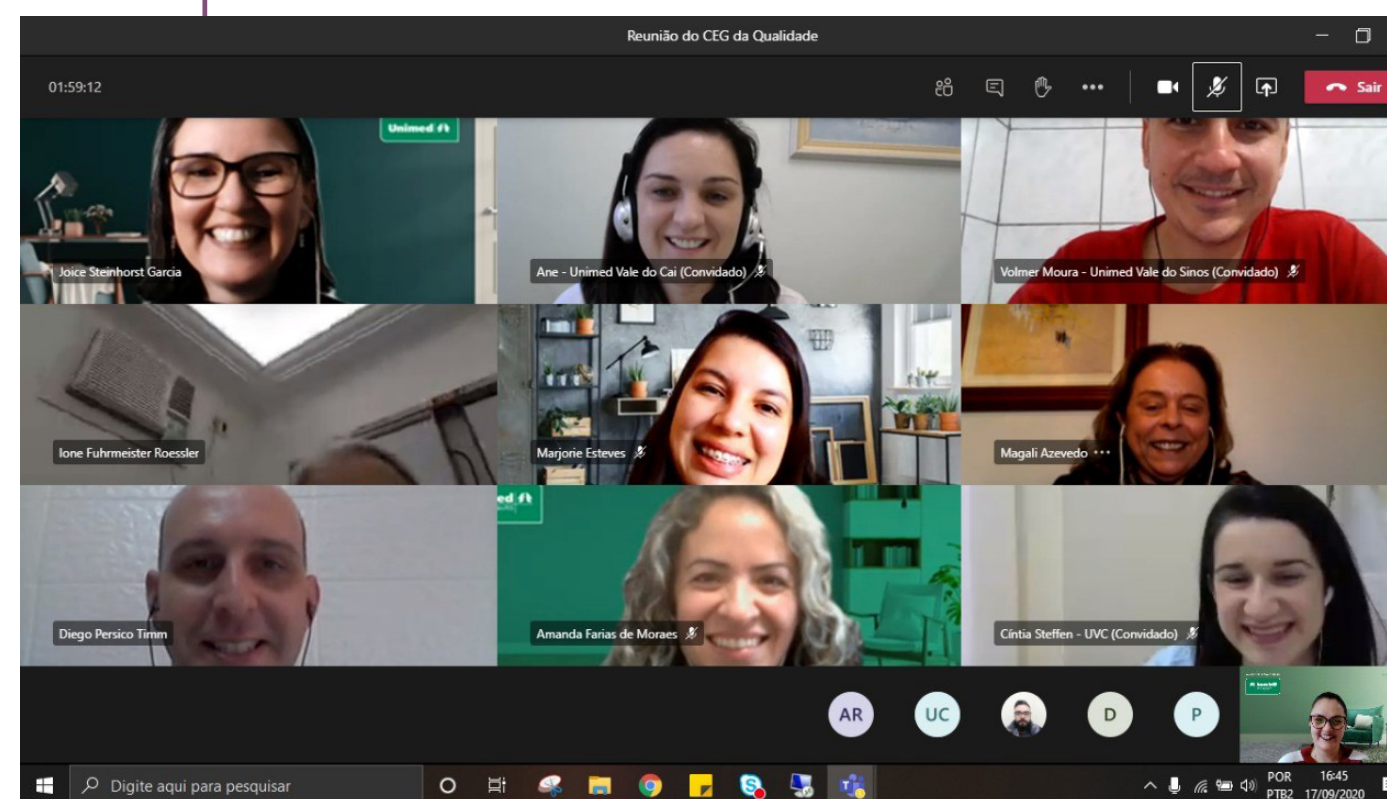 Reunião do CEG da Qualidade
01:59:12
Sair
Unimed
Joice Steinhorst Garcia
Ane - Unimed Vale do Cai (Convidado)
Volmer Moura - Unimed Vale do Sinos (Convidado)
Ione Fuhrmeister Roessler
Marjorie Esteves
Magali Azevedo
ed
Diego Persico Timm
Amanda Farias de Moraes
Cíntia Steffen - UVC (Convidado)
AR
UC
D
P
Digite aqui para pesquisar
POR
PTB2
16:45
17/09/2020